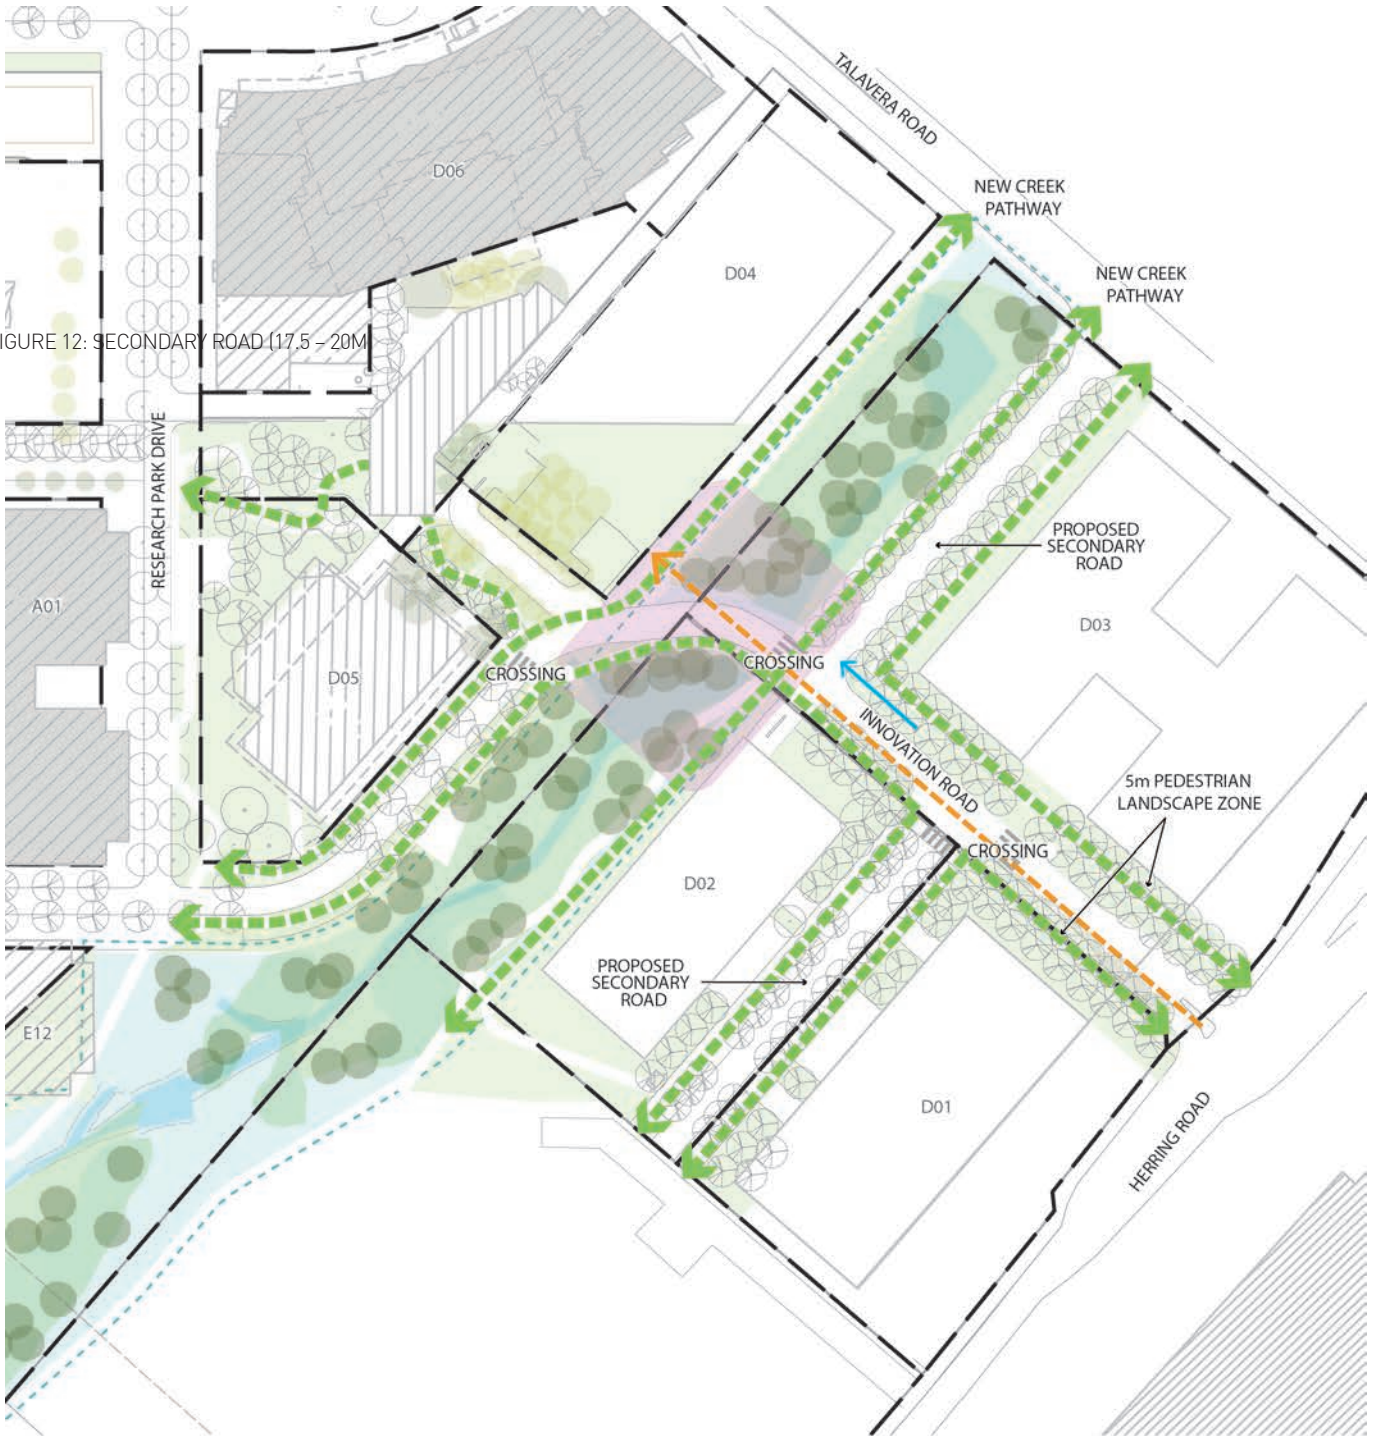 TALAVERA ROAD
D06
NEW CREEK
PATHWAY
D04
NEW CREEK
PATHWAY
IGURE 12: SECONDARY ROAD (17.5 – 20M
RESEARCH PARK DRIVE
PROPOSED
SECONDARY
ROAD
A01
D03
D05
CROSSING
CROSSING
INNOVATION ROAD
5m PEDESTRIAN
LANDSCAPE ZONE
CROSSING
D02
PROPOSED
SECONDARY
ROAD
E12
D01
HERRING ROAD